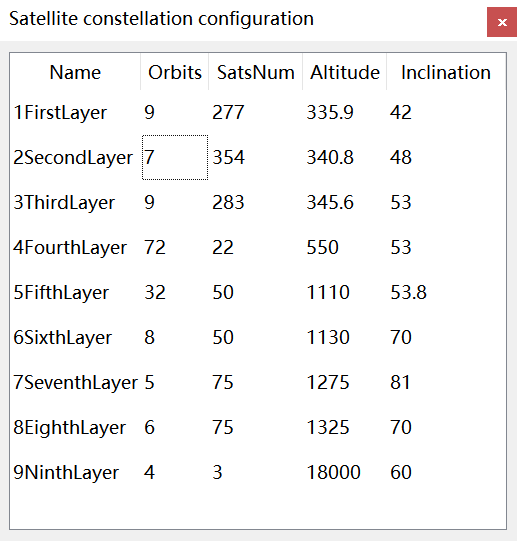 Satellite constellation configuration
x
Name Orbits SatsNum Altitude Inclination
1FirstLayer 9 277 335.9 42
2SecondLayer 7 354 340.8 48
3ThirdLayer 9 283 345.6 53
4FourthLayer 72 22 550 53
5FifthLayer 32 50 1110 53.8
6SixthLayer 8 50 1130 70
7SeventhLayer 5 75 1275 81
8EighthLayer 6 75 1325 70
9NinthLayer 4 3 18000 60